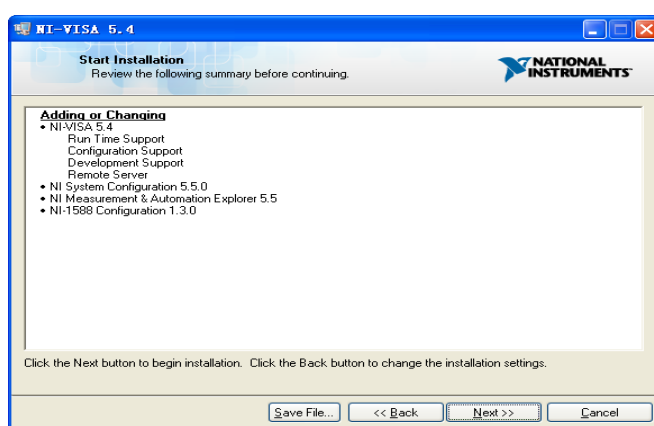 NI-VISA 5.4
Start Installation
Review the following summary before continuing.
NATIONAL
INSTRUMENTS™
Adding or Changing
• NI-VISA 5.4
Run Time Support
Configuration Support
Development Support
Remote Server
• NI System Configuration 5.5.0
• NI Measurement & Automation Explorer 5.5
• NI-1588 Configuration 1.3.0
Click the Next button to begin installation. Click the Back button to change the installation settings.
Save File... << Back Next >> Cancel